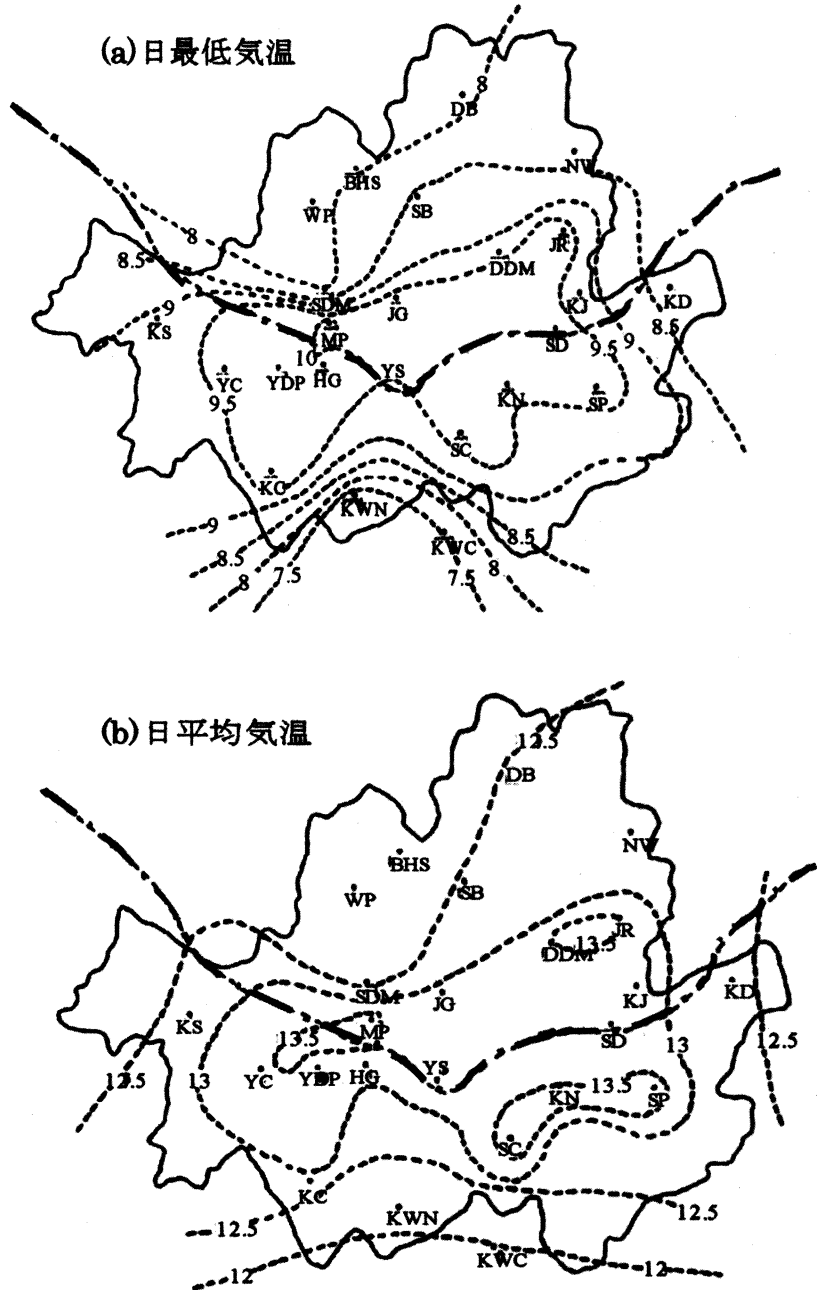 (a)日最低気温
8
DB
NW
BHS
WP
SB
8
JR
DDM
8.5
KD
9
SDM
JG
KJ
KS
8.5
MP
SD
9
10
9.5
YC
YDP
HG
YS
KN
SP
9.5
SC
KC
KWN
9
8.5
KWC
8.5
8
8
7.5
7.5
(b)日平均気温
12.5
DB
NW
BHS
WP
SB
JR
DDM
13.5
SDM
JG
KJ
KD
KS
MP
SD
13.5
13
12.5
12.5
13
YC
YDP
HG
YS
13.5
KN
SP
SC
KC
KWN
12.5
12.5
KWC
12
12